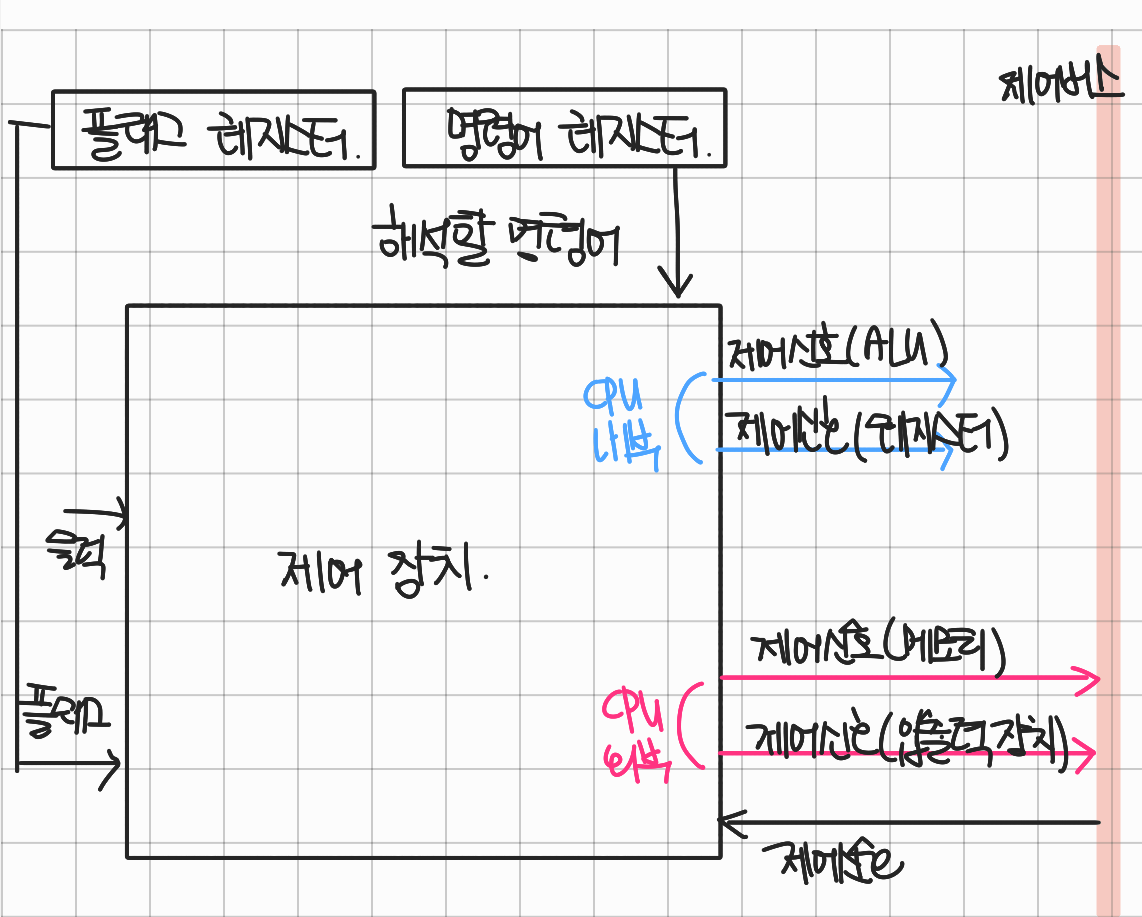 제어버스
플래그 레지스터.
명령어 레지스터.
해석할 명령어
제어신호(ALU)
CPU
내부
제어신호(레지스터)
클럭
제어 장치.
제어신호(메모리)
플래그
CPU
외부
제어신호(입출력장치)
제어신호